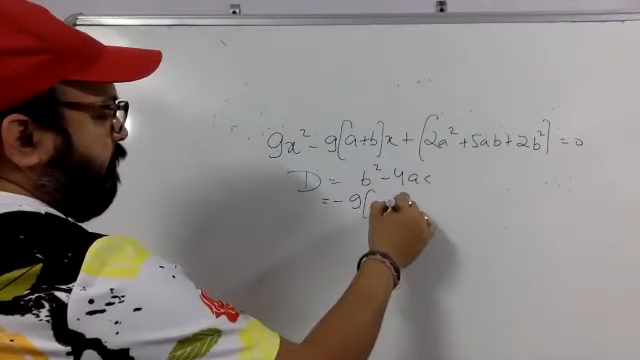 9x² - 9[a+b]x + [2a² + 5ab + 2b²] = 0
D = b² - 4ac
= -9[